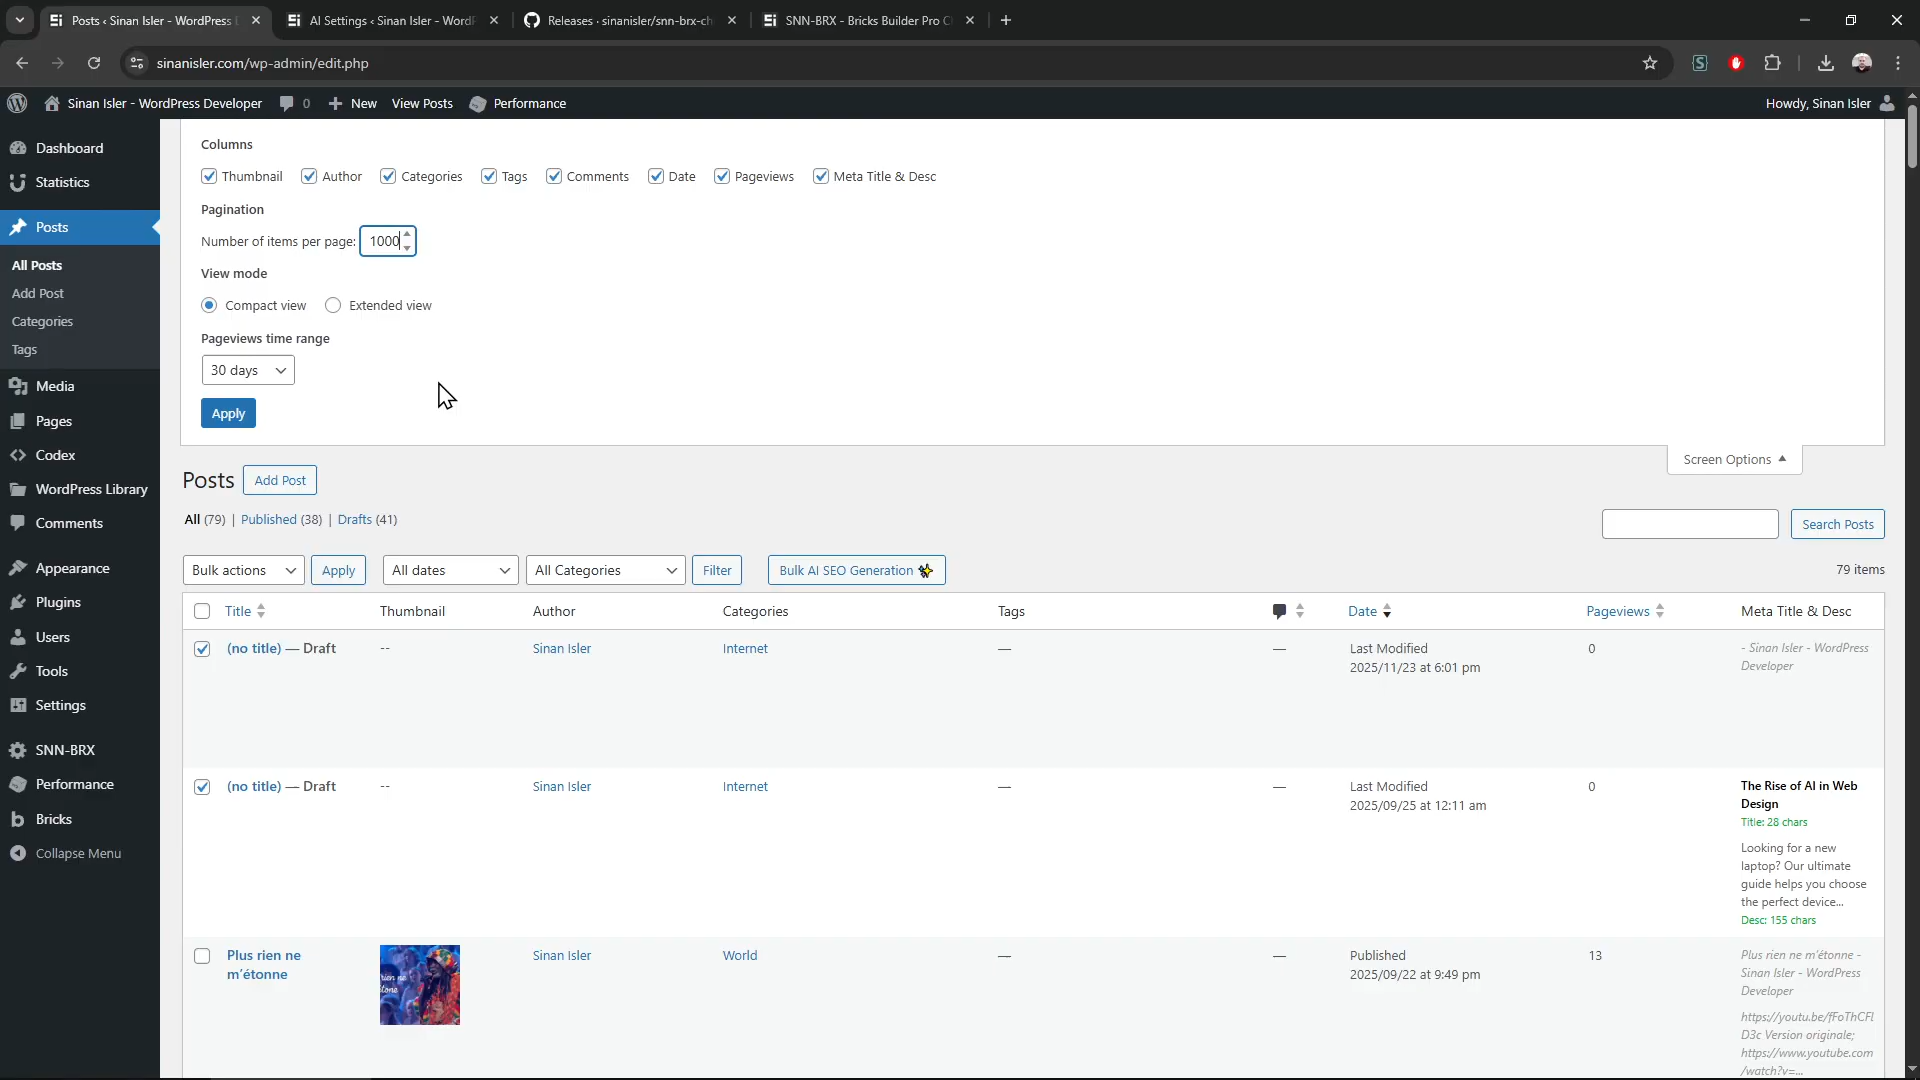 Posts ‹ Sinan Isler - WordPress
AI Settings ‹ Sinan Isler - WordP
Releases · sinanisler/snn-brx-ch
SNN-BRX - Bricks Builder Pro C
sinanisler.com/wp-admin/edit.php
Sinan Isler - WordPress Developer
0
New
View Posts
Performance
Howdy, Sinan Isler
Dashboard
Statistics
Posts
All Posts
Add Post
Categories
Tags
Media
Pages
Codex
WordPress Library
Comments
Appearance
Plugins
Users
Tools
Settings
SNN-BRX
Performance
Bricks
Collapse Menu
Columns
Thumbnail Author Categories Tags Comments Date Pageviews Meta Title & Desc
Pagination
Number of items per page: 1000
View mode
Compact view Extended view
Pageviews time range
30 days
Apply
Screen Options
Posts Add Post
All (79) | Published (38) | Drafts (41)
Search Posts
Bulk actions Apply All dates All Categories Filter Bulk AI SEO Generation 79 items
Title Thumbnail Author Categories Tags Date Pageviews Meta Title & Desc
(no title) — Draft -- Sinan Isler Internet — — Last Modified 0 - Sinan Isler - WordPress
2025/11/23 at 6:01 pm Developer
(no title) — Draft -- Sinan Isler Internet — — Last Modified 0 The Rise of AI in Web
2025/09/25 at 12:11 am Design
Title: 28 chars
Looking for a new
laptop? Our ultimate
guide helps you choose
the perfect device...
Desc: 155 chars
Plus rien ne Sinan Isler World — — Published 13 Plus rien ne m'étonne -
m'étonne 2025/09/22 at 9:49 pm Sinan Isler - WordPress
Developer
rien ne
https://youtu.be/fFoThCFl
D3c Version originale;
https://www.youtube.com
/watch?v=...